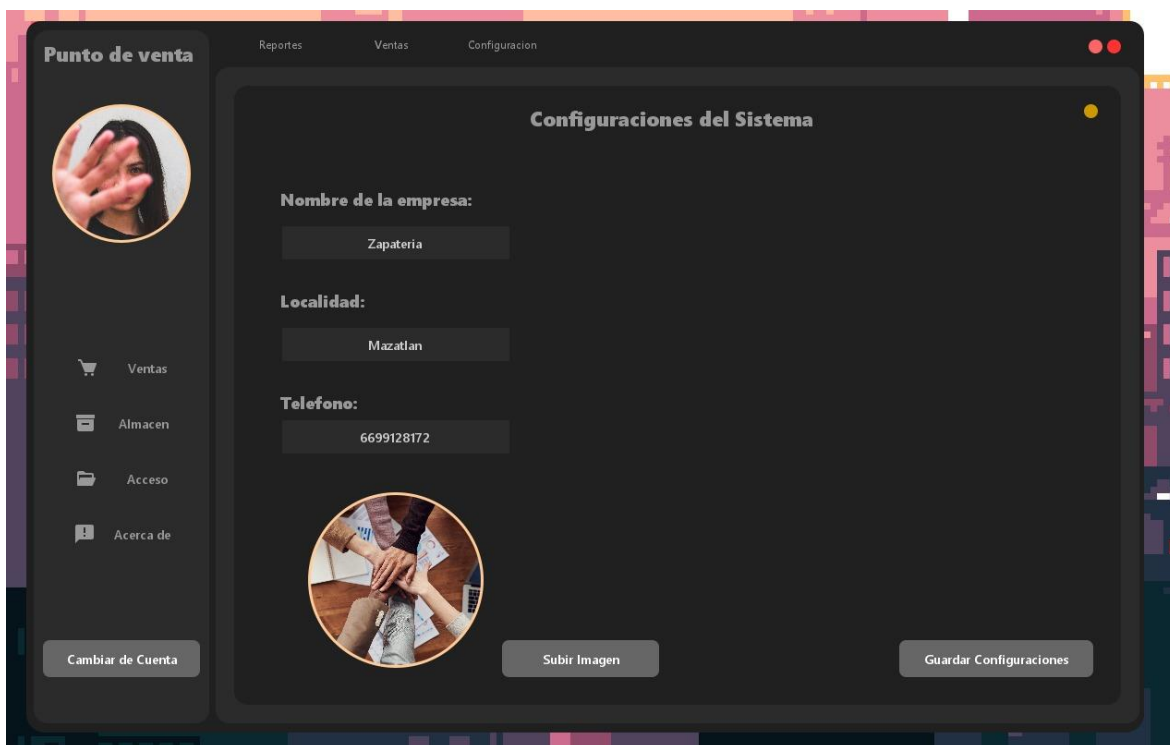 Punto de venta
Reportes
Ventas
Configuracion
Configuraciones del Sistema
Nombre de la empresa:
Zapateria
Localidad:
Mazatlan
Telefono:
6699128172
Ventas
Almacen
Acceso
Acerca de
Cambiar de Cuenta
Subir Imagen
Guardar Configuraciones